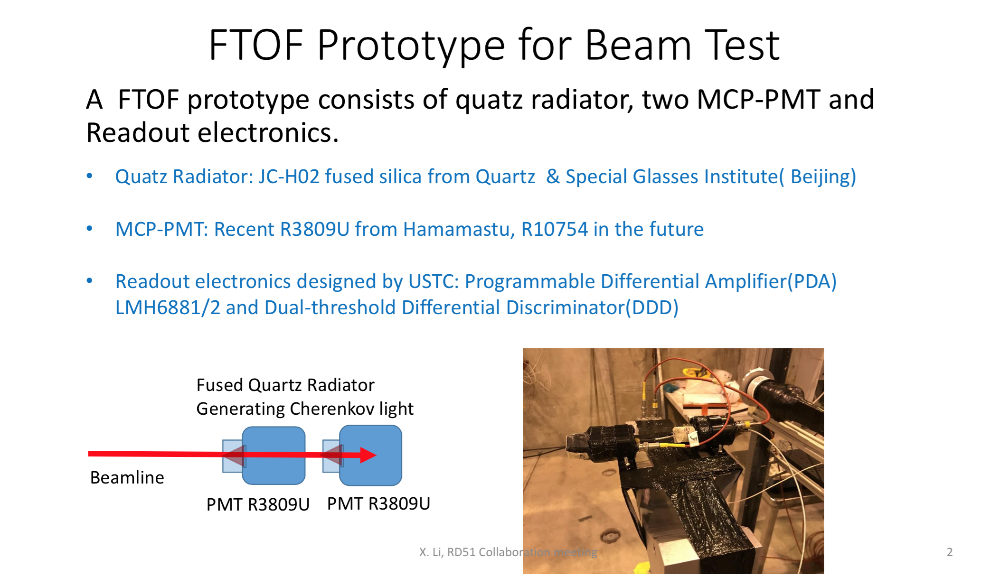 FTOF Prototype for Beam Test
A  FTOF prototype consists of quatz radiator, two MCP-PMT and
Readout electronics.
• Quatz Radiator: JC-H02 fused silica from Quartz  & Special Glasses Institute( Beijing)
• MCP-PMT: Recent R3809U from Hamamastu, R10754 in the future
• Readout electronics designed by USTC: Programmable Differential Amplifier(PDA)
LMH6881/2 and Dual-threshold Differential Discriminator(DDD)
Fused Quartz Radiator
Generating Cherenkov light
Beamline
PMT R3809U
PMT R3809U
X. Li, RD51 Collaboration meeting
2